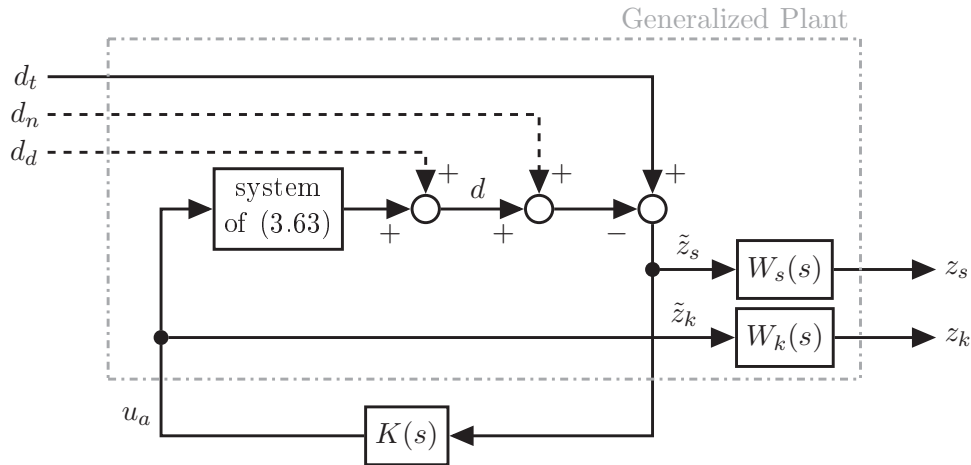 Generalized Plant
d_t
d_n
d_d
+
+
+
system
of (3.63)
d
+
+
−
z̃_s
W_s(s)
z_s
z̃_k
W_k(s)
z_k
u_a
K(s)